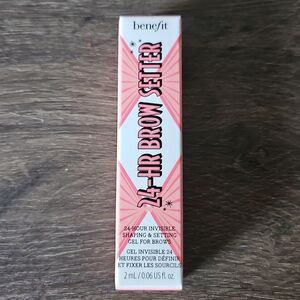 benefit
24-HR BROW SETTER
24-HOUR INVISIBLE
SHAPING & SETTING
GEL FOR BROWS
GEL INVISIBLE 24
HEURES POUR DÉFINIR
ET FIXER LES SOURCILS
2 mL / 0.06 US fl. oz.